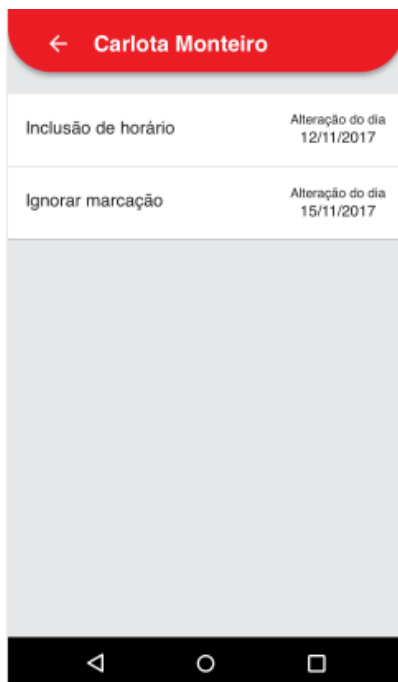 Carlota Monteiro
Inclusão de horário
Alteração do dia
12/11/2017
Ignorar marcação
Alteração do dia
15/11/2017